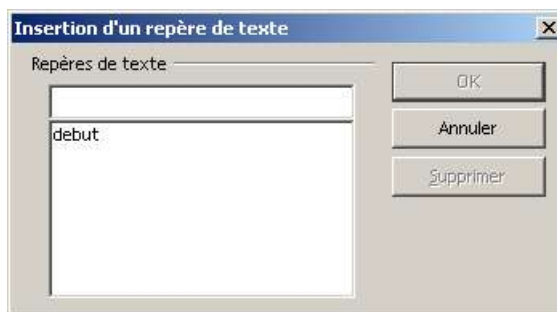 Insertion d'un repère de texte
Repères de texte
OK
debut
Annuler
Supprimer